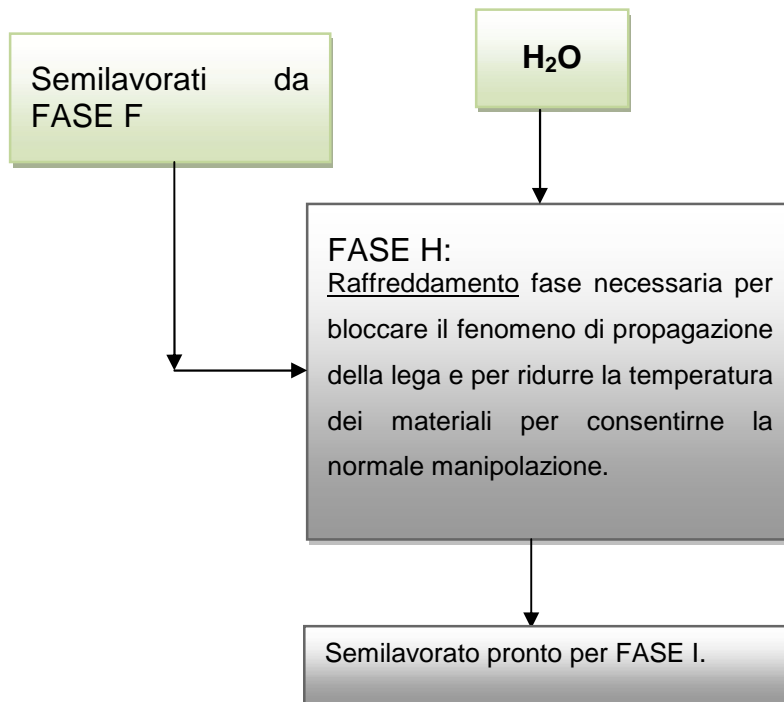 Semilavorati da
FASE F
H₂O
FASE H:
Raffreddamento fase necessaria per
bloccare il fenomeno di propagazione
della lega e per ridurre la temperatura
dei materiali per consentirne la
normale manipolazione.
Semilavorato pronto per FASE I.